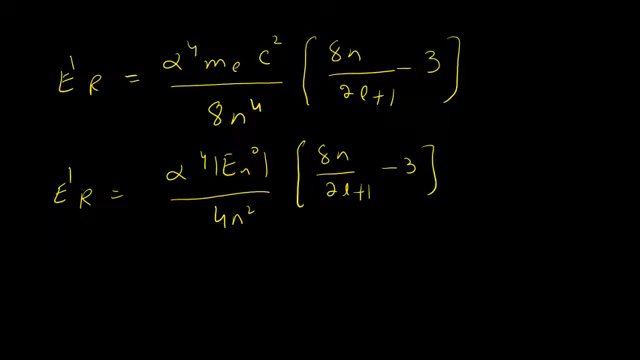 E¹R = α⁴ mₑ c² / 8n⁴ [ 8n / 2ℓ+1 − 3 ]
E¹R = α⁴ |En⁰| / 4n² [ 8n / 2ℓ+1 − 3 ]